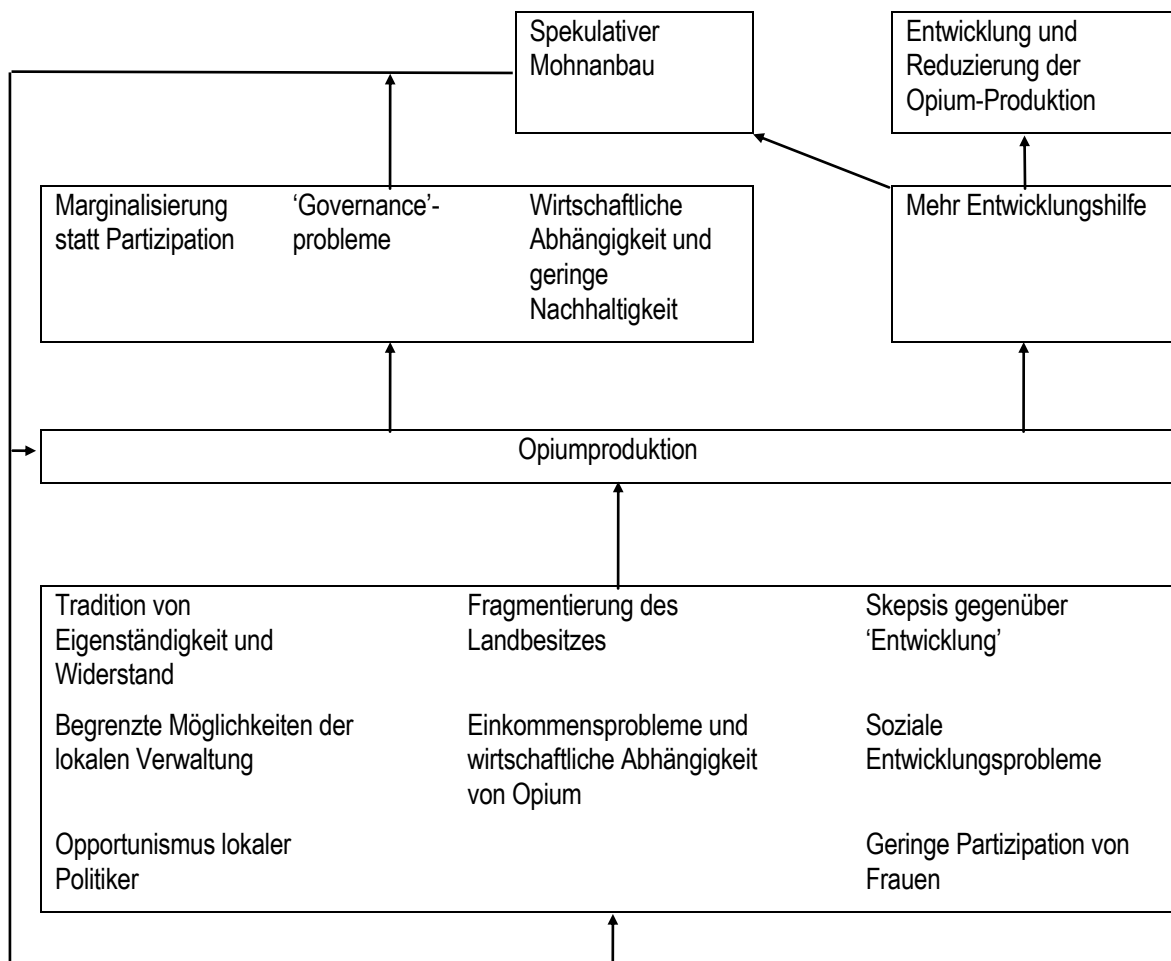 Spekulativer
Mohnanbau
Entwicklung und
Reduzierung der
Opium-Produktion
Marginalisierung
statt Partizipation
‘Governance’-
probleme
Wirtschaftliche
Abhängigkeit und
geringe
Nachhaltigkeit
Mehr Entwicklungshilfe
Opiumproduktion
Tradition von
Eigenständigkeit und
Widerstand
Fragmentierung des
Landbesitzes
Skepsis gegenüber
‘Entwicklung’
Begrenzte Möglichkeiten der
lokalen Verwaltung
Einkommensprobleme und
wirtschaftliche Abhängigkeit
von Opium
Soziale
Entwicklungsprobleme
Opportunismus lokaler
Politiker
Geringe Partizipation von
Frauen